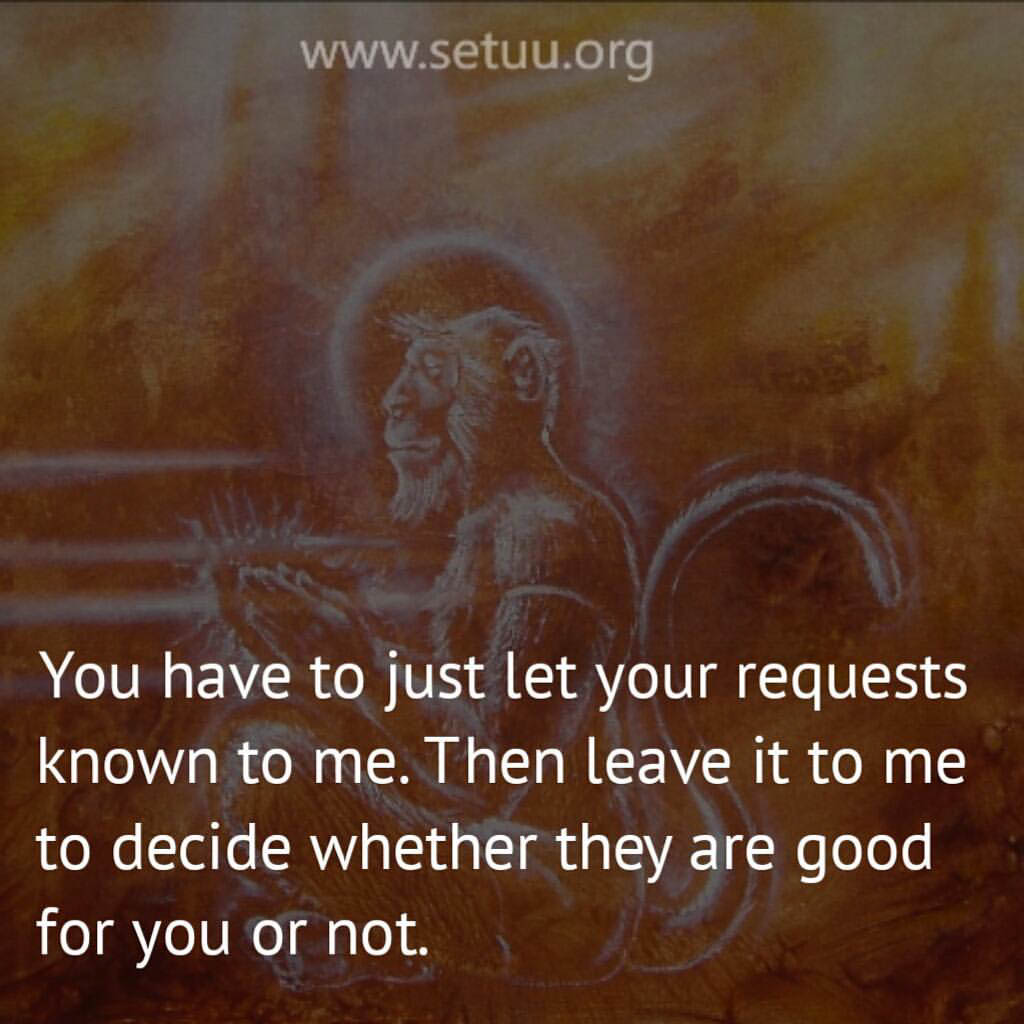 www.setuu.org
You have to just let your requests
known to me. Then leave it to me
to decide whether they are good
for you or not.